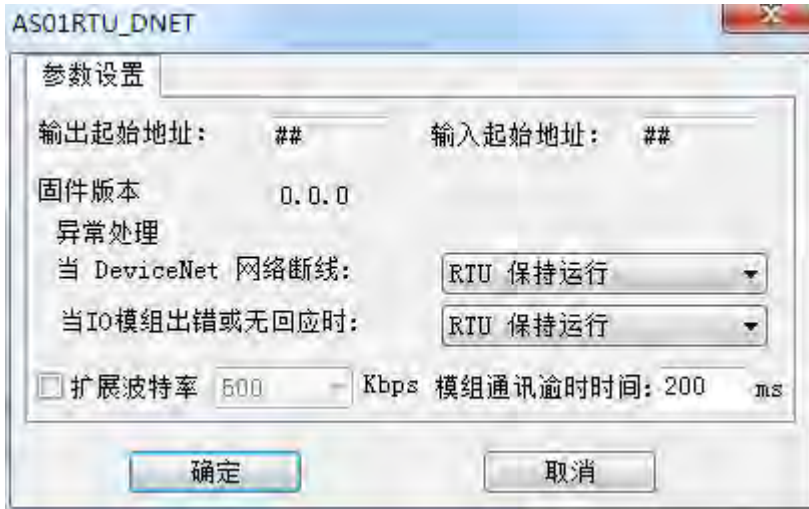 AS01RTU_DNET
参数设置
输出起始地址: ## 输入起始地址: ##
固件版本 0.0.0
异常处理
当 DeviceNet 网络断线: RTU 保持运行
当IO模组出错或无回应时: RTU 保持运行
扩展波特率 500 Kbps 模组通讯逾时时间: 200 ms
确定 取消